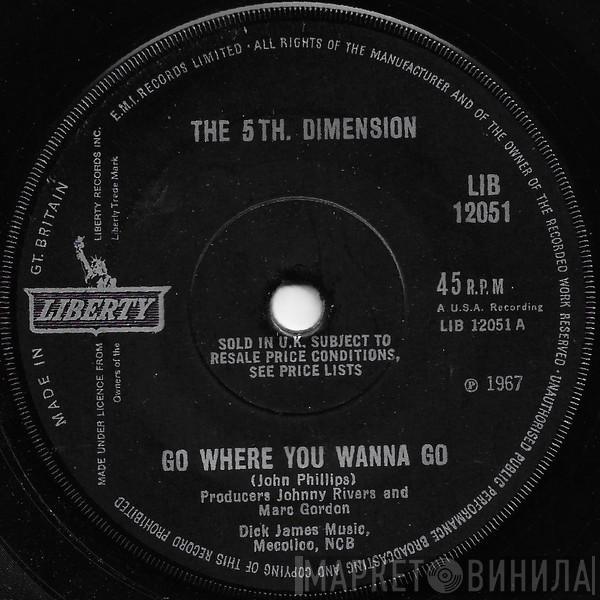 E.M.I. RECORDS LIMITED · ALL RIGHTS OF THE MANUFACTURER AND OF THE OWNER OF THE RECORDED WORK RESERVED · UNAUTHORISED PUBLIC PERFORMANCE BROADCASTING AND COPYING OF THIS RECORD PROHIBITED
MADE IN GT. BRITAIN
THE 5TH. DIMENSION
LIBERTY RECORDS INC.
Liberty Trade Mark
LIB
12051
LIBERTY
45 R.P.M
A U.S.A. Recording
LIB 12051 A
MADE UNDER LICENCE FROM
Owners of the
SOLD IN U.K. SUBJECT TO
RESALE PRICE CONDITIONS,
SEE PRICE LISTS
Ⓟ 1967
GO WHERE YOU WANNA GO
(John Phillips)
Producers Johnny Rivers and
Marc Gordon
Dick James Music,
Mecolico, NCB
МАРКЕТ ВИНИЛА